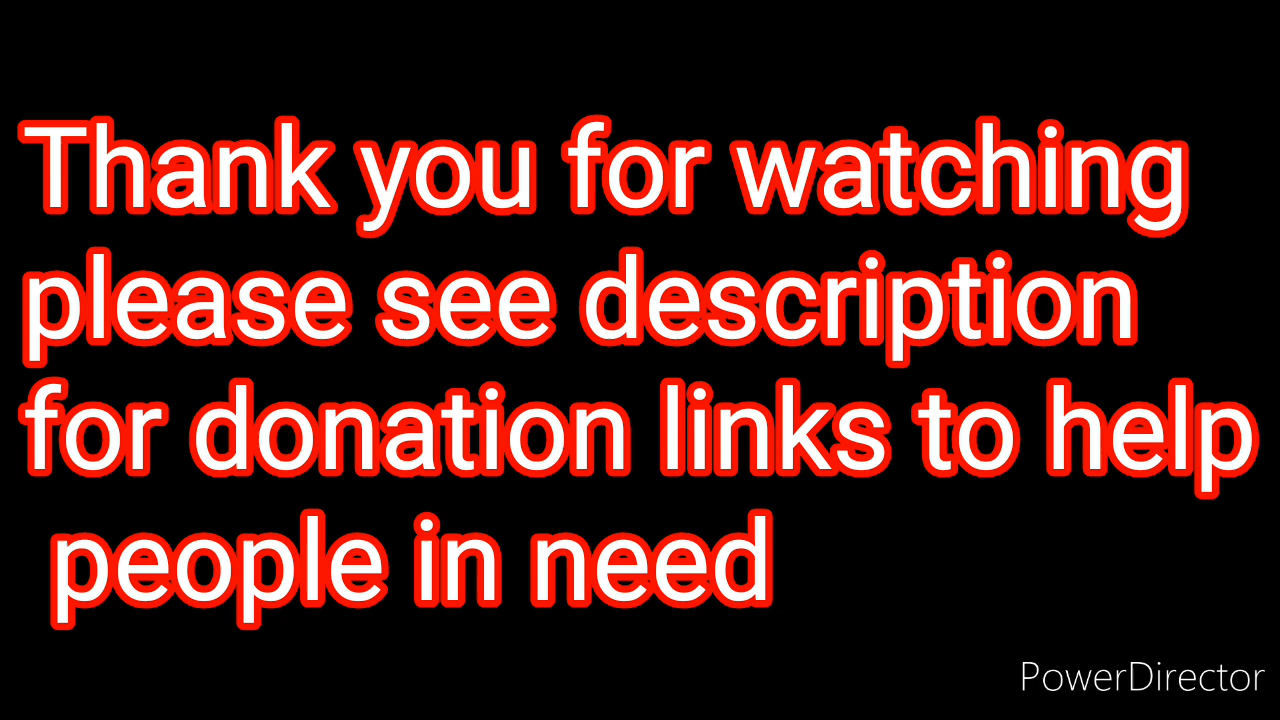 Thank you for watching
please see description
for donation links to help
people in need
PowerDirector